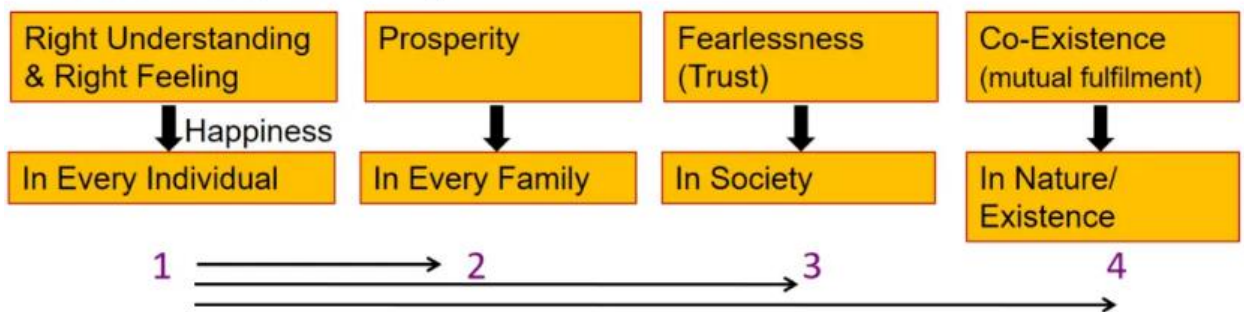 Right Understanding
& Right Feeling
Prosperity
Fearlessness
(Trust)
Co-Existence
(mutual fulfilment)
Happiness
In Every Individual
In Every Family
In Society
In Nature/
Existence
1
2
3
4